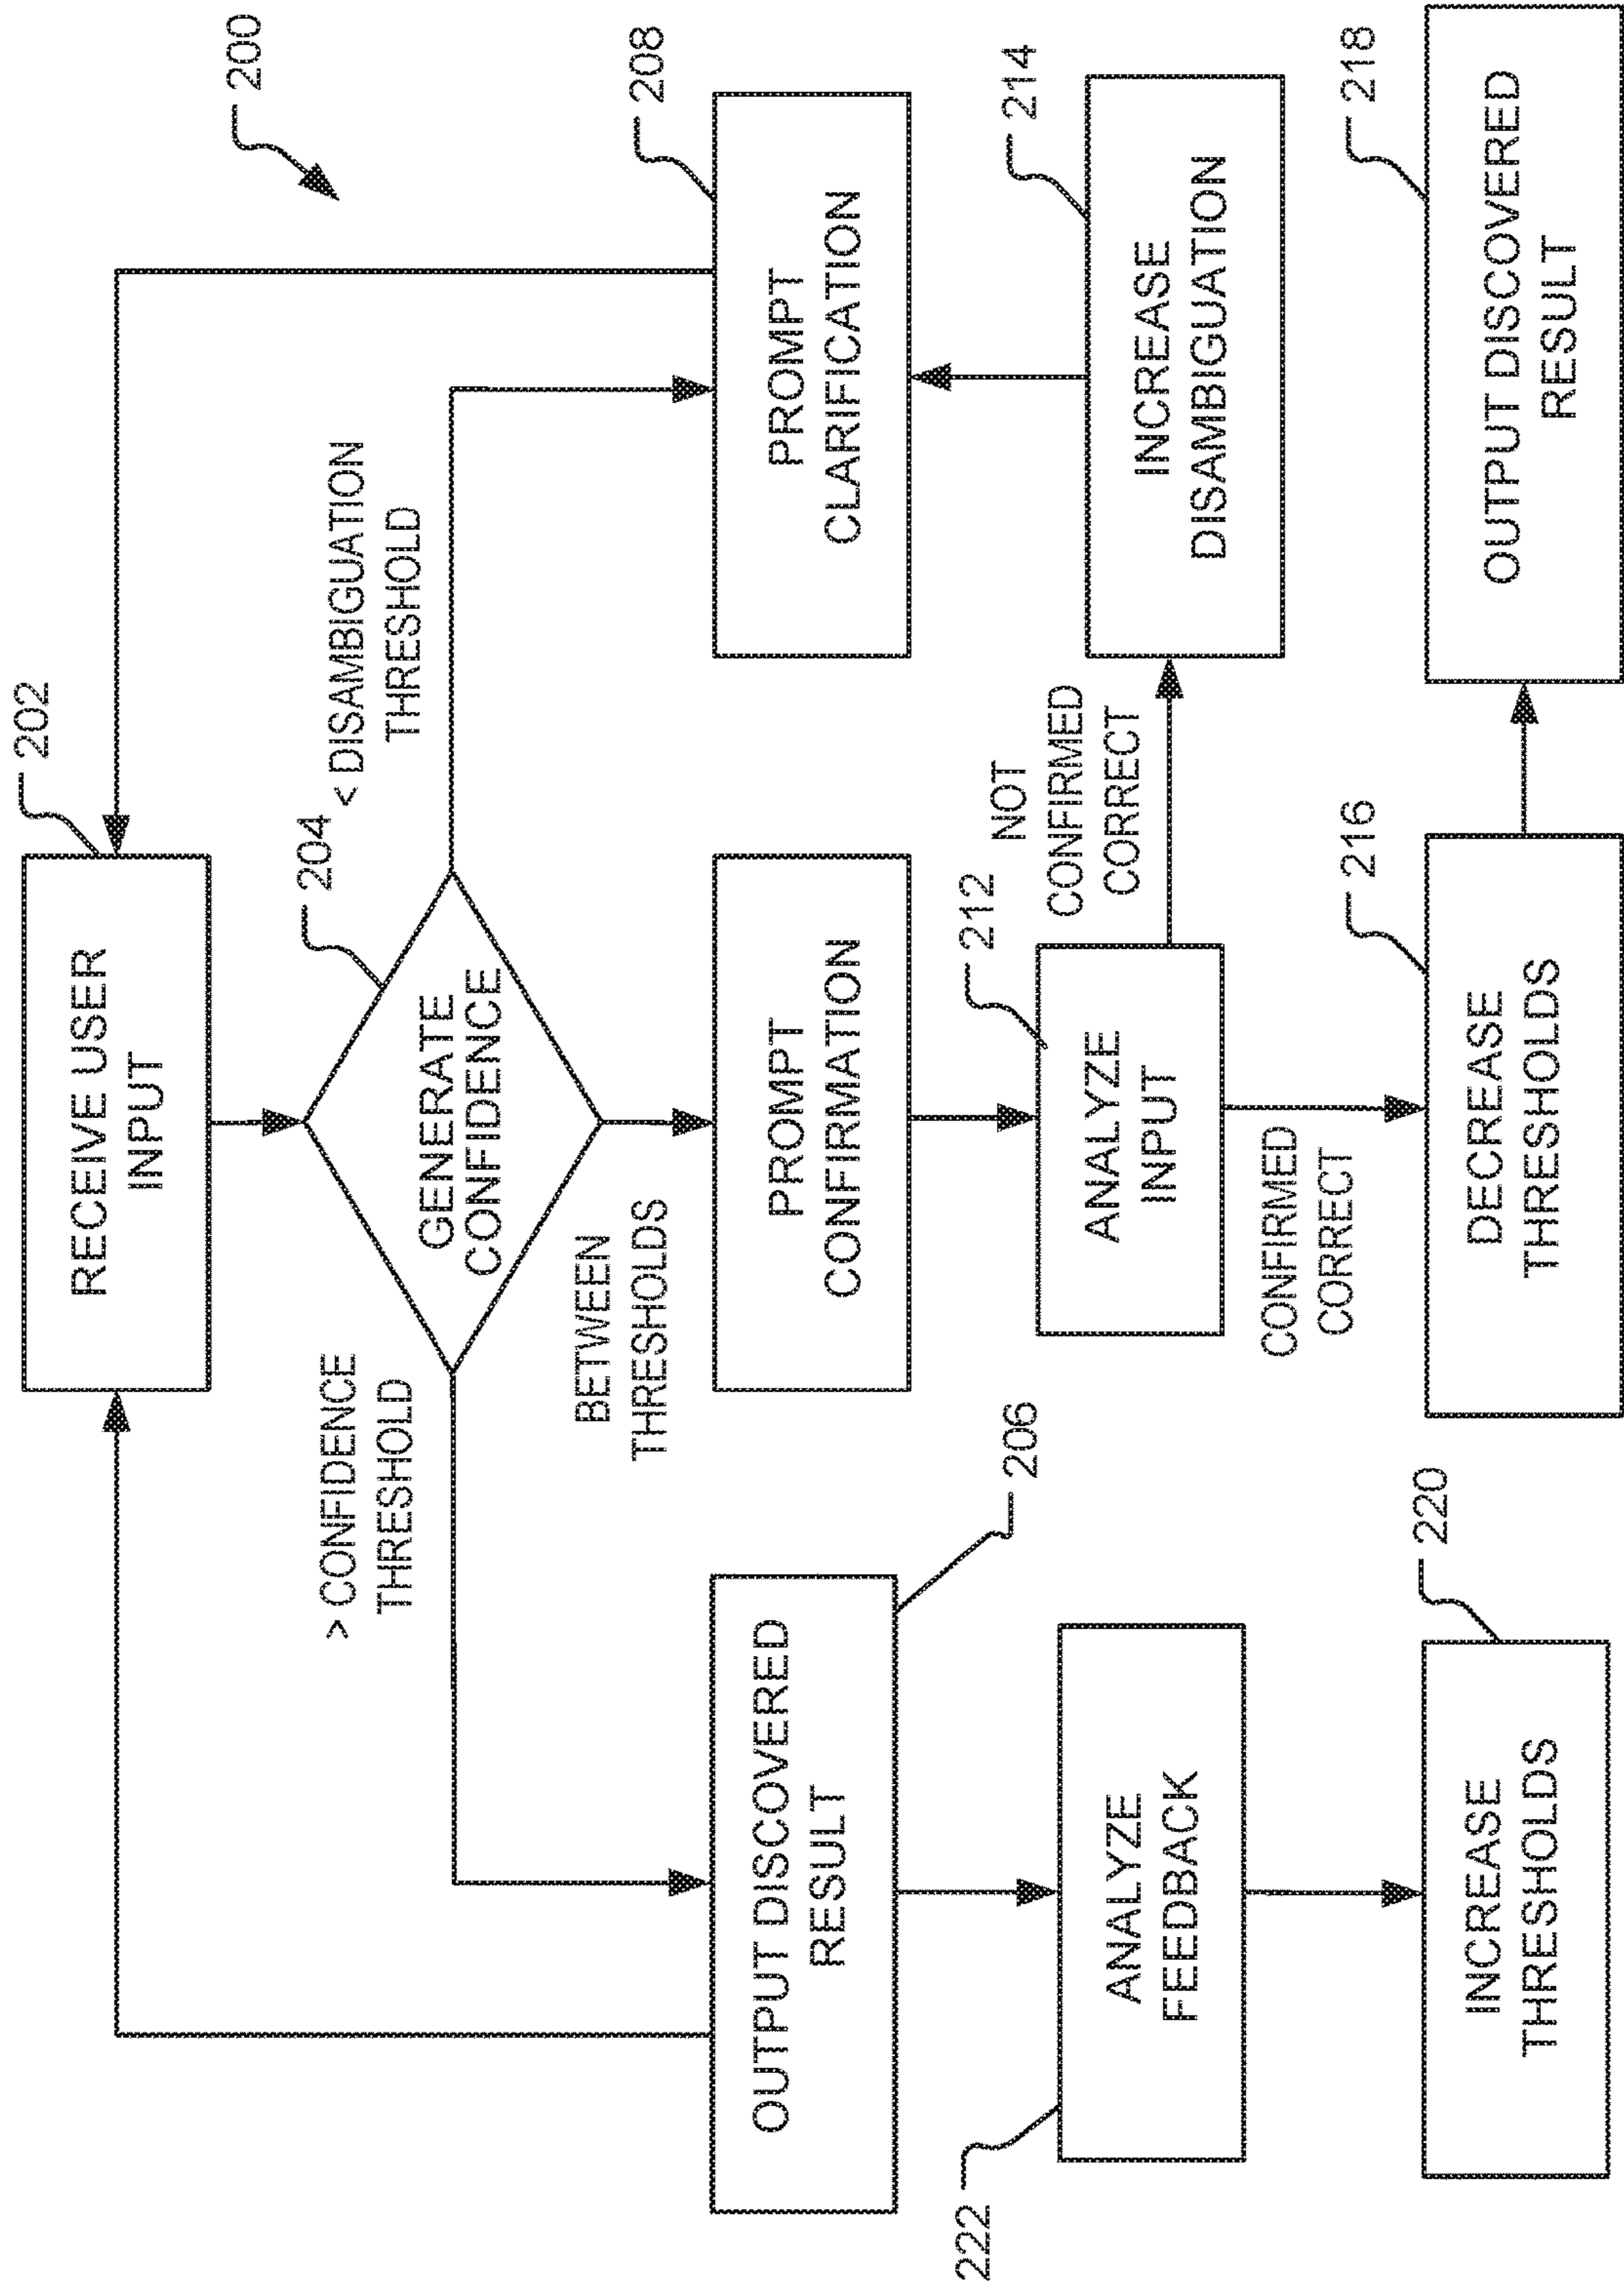 200
202
RECEIVE USER
INPUT
204
GENERATE
CONFIDENCE
> CONFIDENCE
THRESHOLD
< DISAMBIGUATION
THRESHOLD
BETWEEN
THRESHOLDS
206
OUTPUT DISCOVERED
RESULT
PROMPT
CONFIRMATION
208
PROMPT
CLARIFICATION
222
ANALYZE
FEEDBACK
212
ANALYZE
INPUT
NOT
CONFIRMED
CORRECT
214
INCREASE
DISAMBIGUATION
CONFIRMED
CORRECT
220
INCREASE
THRESHOLDS
216
DECREASE
THRESHOLDS
218
OUTPUT DISCOVERED
RESULT